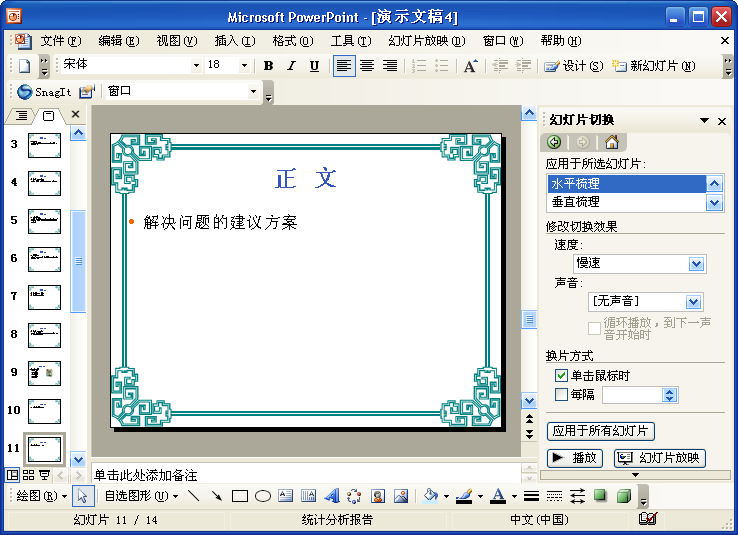 Microsoft PowerPoint - [演示文稿4]
文件(F) 编辑(E) 视图(V) 插入(I) 格式(O) 工具(T) 幻灯片放映(D) 窗口(W) 帮助(H)
宋体 18 B I U 设计(S) 新幻灯片(N)
SnagIt 窗口
幻灯片切换
应用于所选幻灯片:
水平梳理
垂直梳理
修改切换效果
速度:
慢速
声音:
[无声音]
循环播放，到下一声
音开始时
换片方式
单击鼠标时
每隔
应用于所有幻灯片
播放 幻灯片放映
3
4
5
6
7
8
9
10
11
正 文
解决问题的建议方案
单击此处添加备注
绘图(R) 自选图形(U)
幻灯片 11 / 14 统计分析报告 中文(中国)